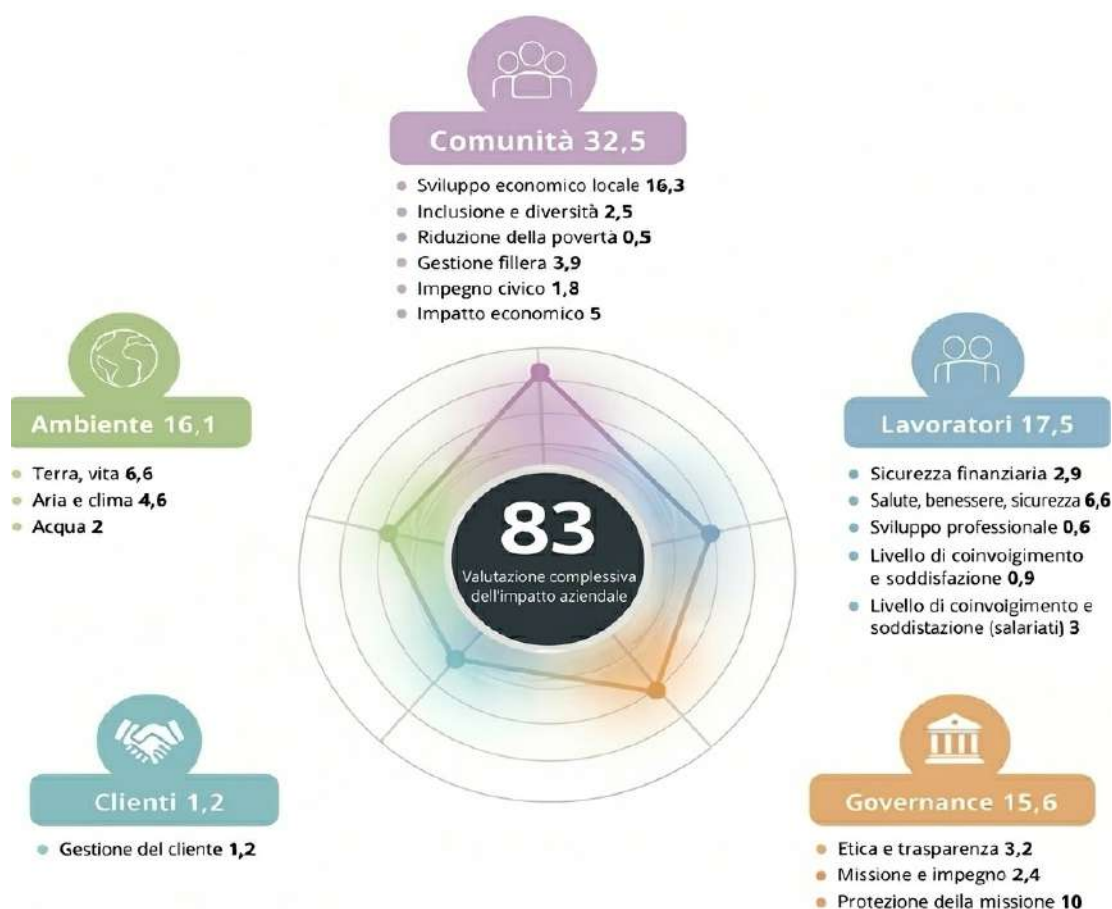 Comunità 32,5
Sviluppo economico locale 16,3
Inclusione e diversità 2,5
Riduzione della povertà 0,5
Gestione fillera 3,9
Impegno civico 1,8
Impatto economico 5
Ambiente 16,1
Terra, vita 6,6
Aria e clima 4,6
Acqua 2
Lavoratori 17,5
Sicurezza finanziaria 2,9
Salute, benessere, sicurezza 6,6
Sviluppo professionale 0,6
Livello di coinvoigimento
e soddisfazione 0,9
Livello di coinvoigimento e
soddistazione (salariati) 3
83
Valutazione complessiva
dell'impatto aziendale
Clienti 1,2
Gestione del cliente 1,2
Governance 15,6
Etica e trasparenza 3,2
Missione e impegno 2,4
Protezione della missione 10